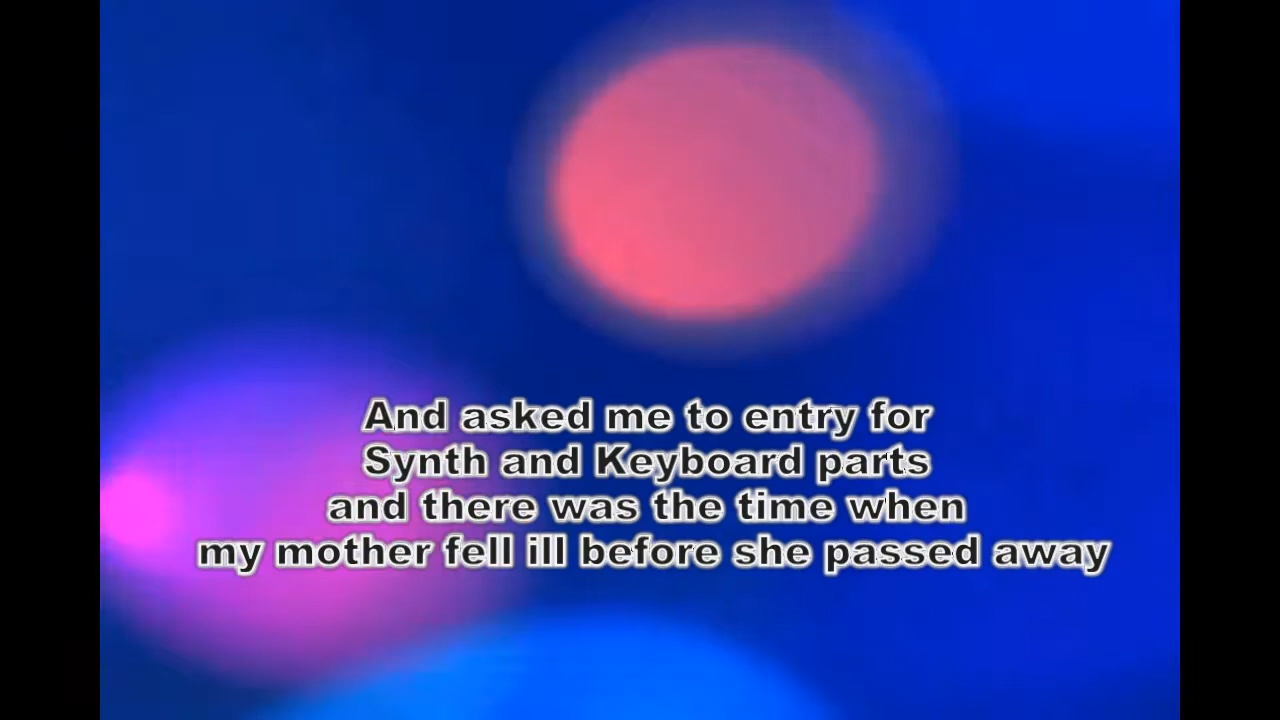 And asked me to entry for
Synth and Keyboard parts
and there was the time when
my mother fell ill before she passed away